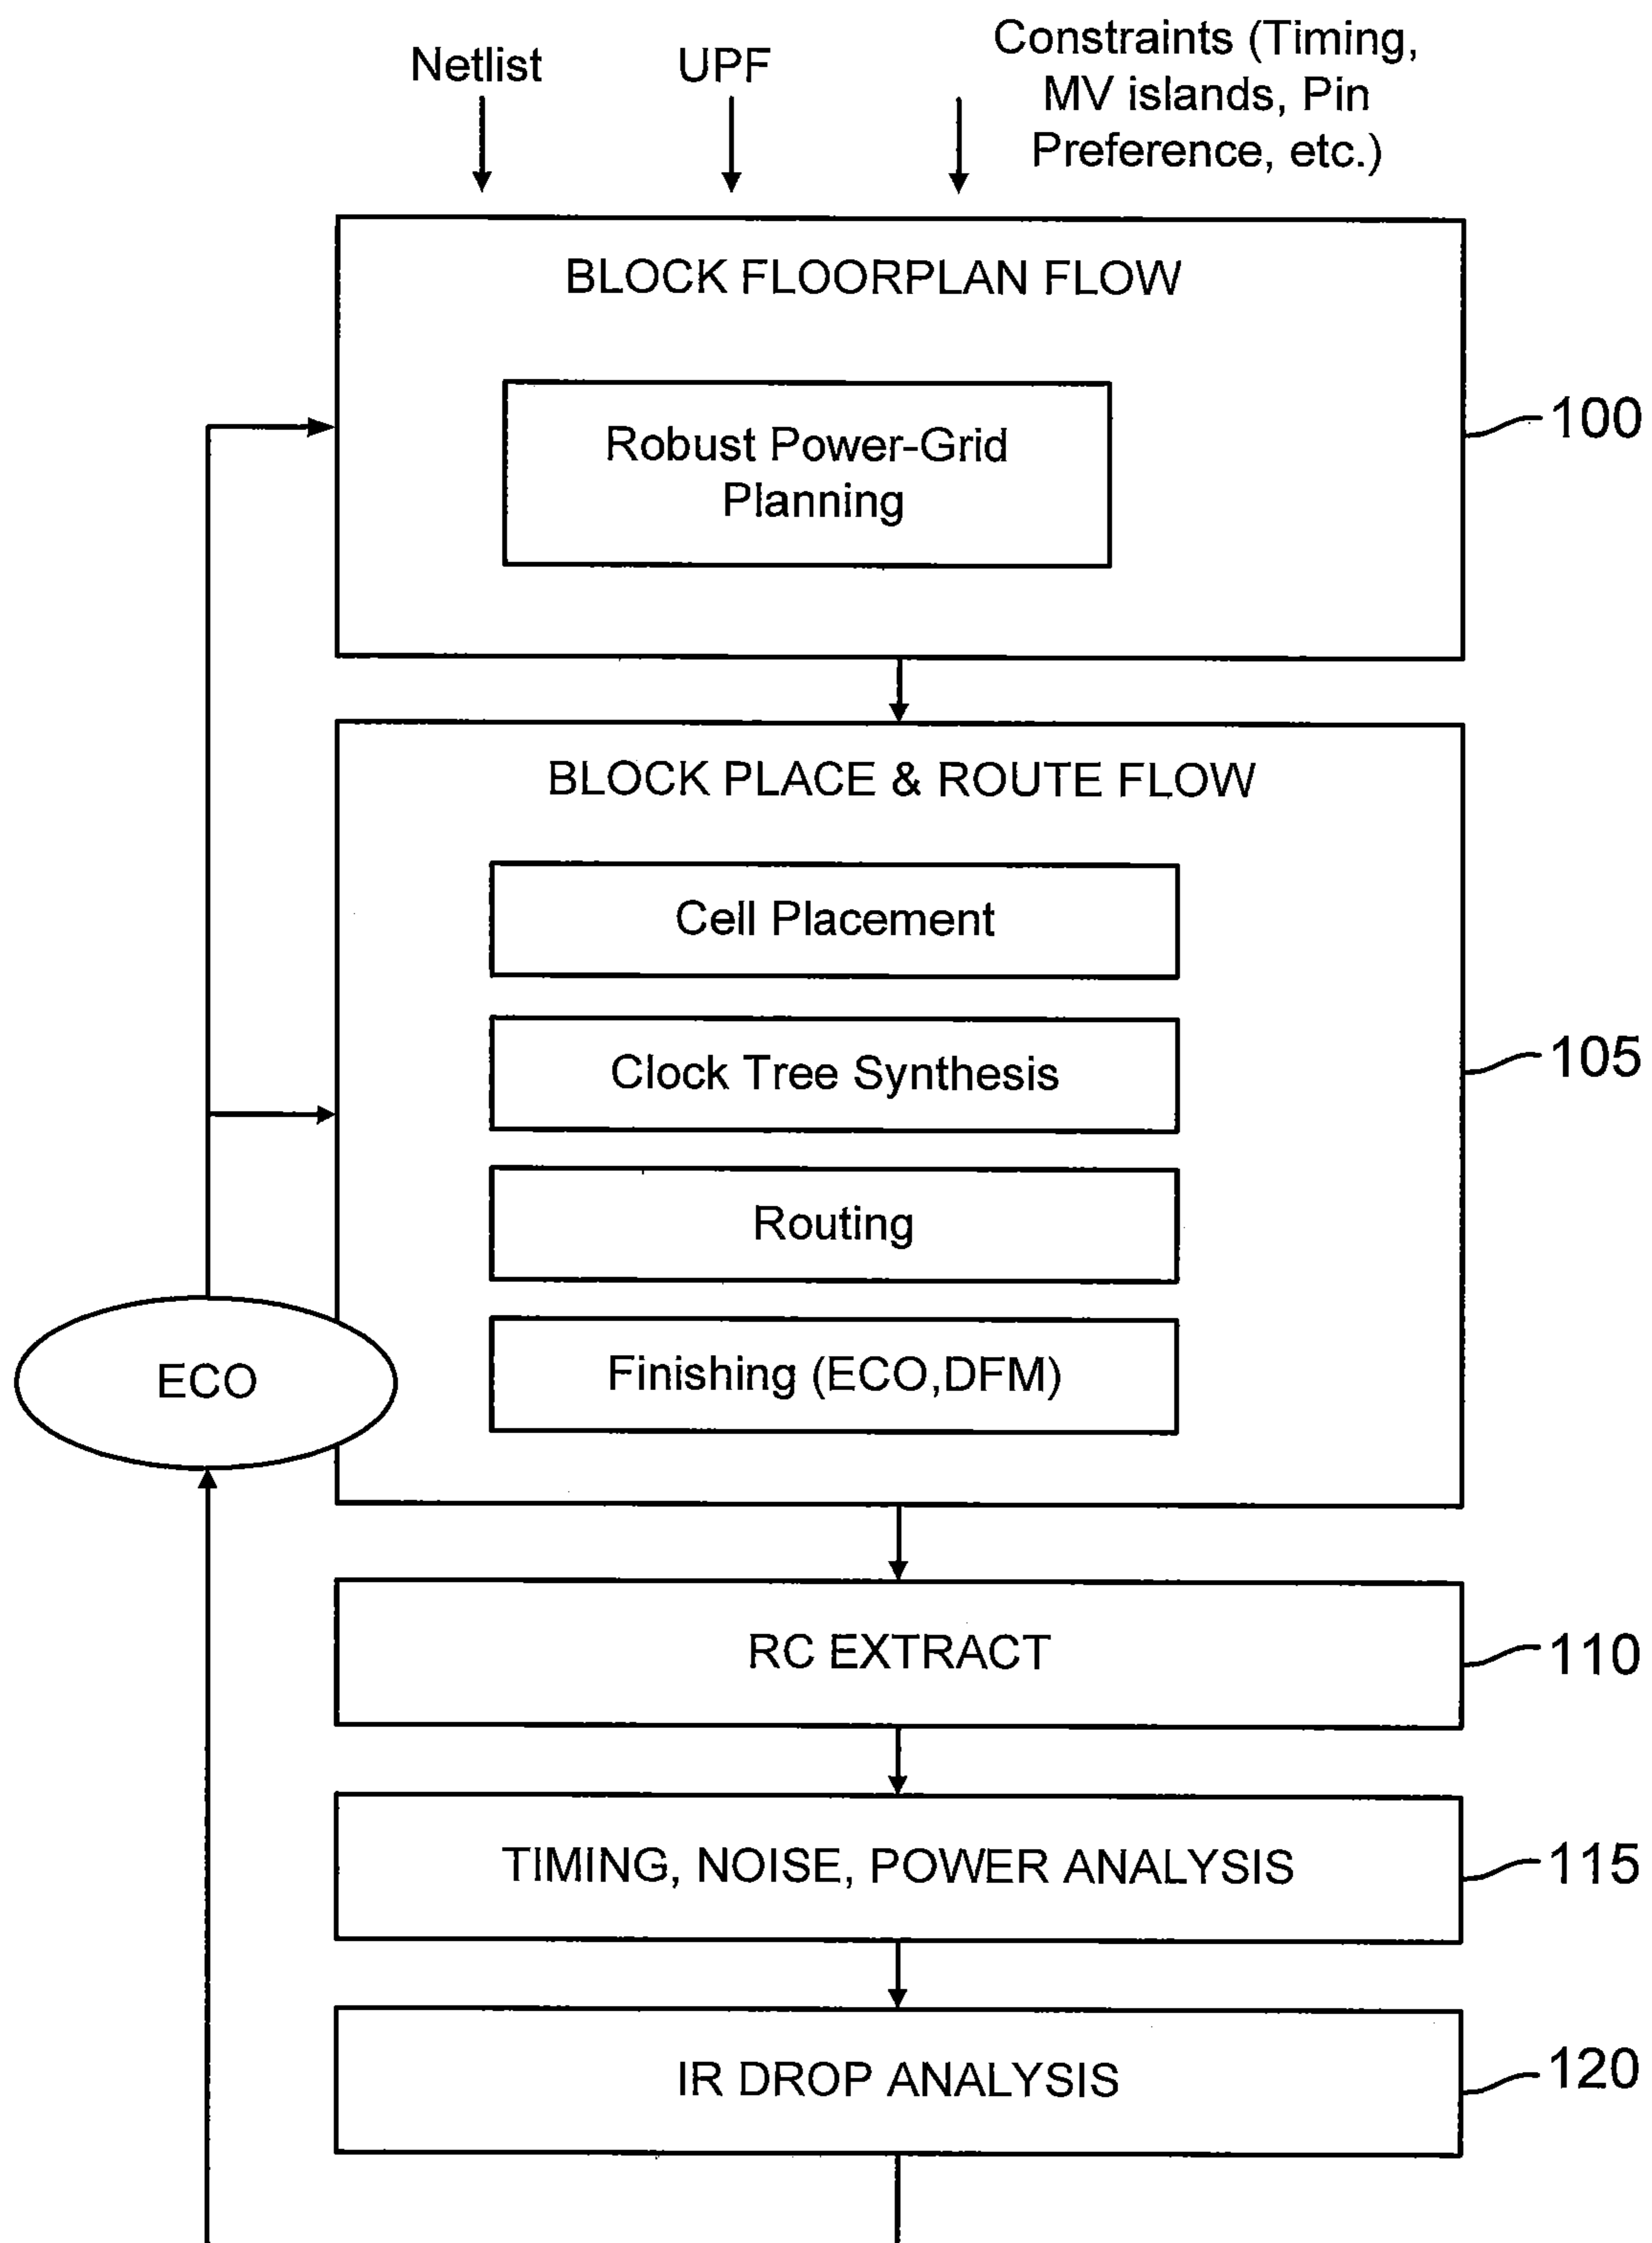 Netlist
UPF
Constraints (Timing,
MV islands, Pin
Preference, etc.)
BLOCK FLOORPLAN FLOW
Robust Power-Grid
Planning
100
BLOCK PLACE & ROUTE FLOW
Cell Placement
Clock Tree Synthesis
105
Routing
Finishing (ECO,DFM)
ECO
RC EXTRACT
110
TIMING, NOISE, POWER ANALYSIS
115
IR DROP ANALYSIS
120